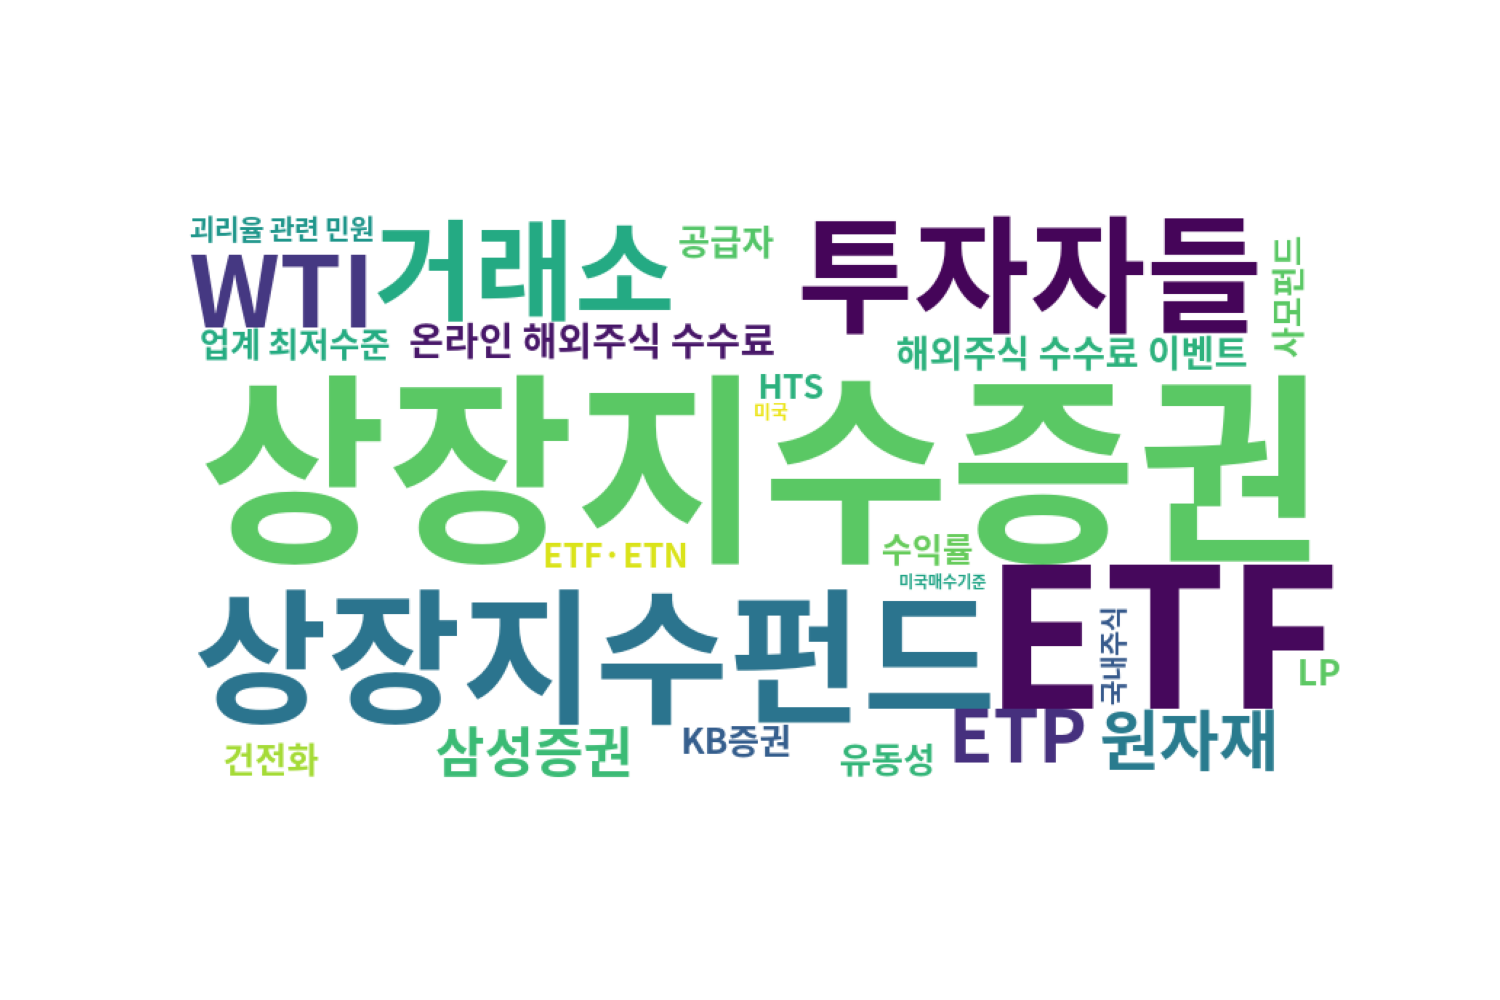 괴리율 관련 민원
거래소
공급자
투자자들
사모펀드
WTI
업계 최저수준
온라인 해외주식 수수료
해외주식 수수료 이벤트
HTS
미국
상장지수증권
ETF·ETN
수익률
미국매수기준
상장지수펀드
ETF
국내주식
LP
건전화
삼성증권
KB증권
유동성
ETP
원자재